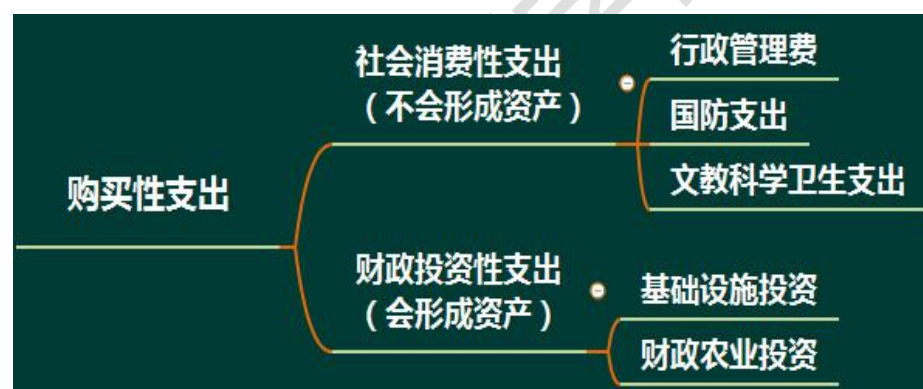 购买性支出
社会消费性支出
（不会形成资产）
行政管理费
国防支出
文教科学卫生支出
财政投资性支出
（会形成资产）
基础设施投资
财政农业投资